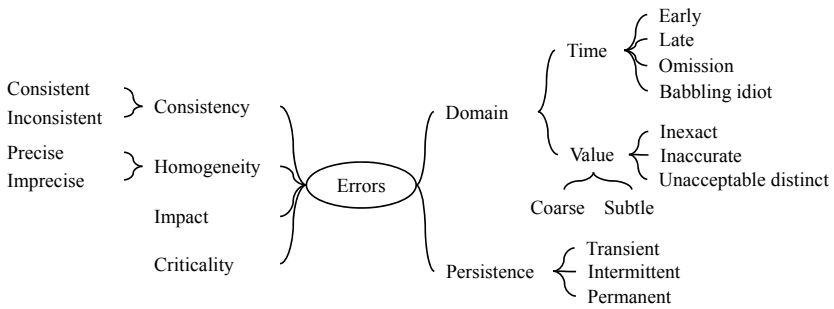 Consistent
Inconsistent
Consistency
Precise
Imprecise
Homogeneity
Impact
Criticality
Errors
Domain
Time
Early
Late
Omission
Babbling idiot
Value
Inexact
Inaccurate
Unacceptable distinct
Coarse Subtle
Persistence
Transient
Intermittent
Permanent